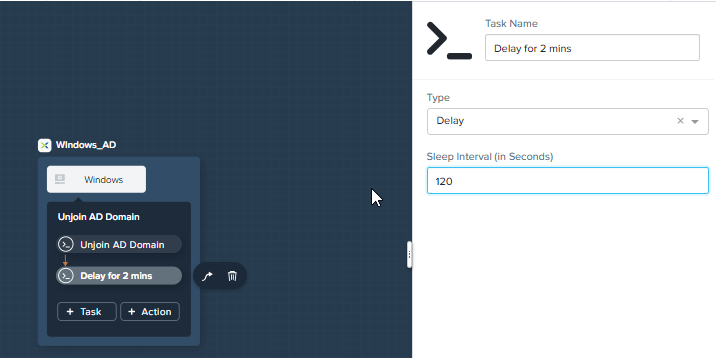 Task Name
Delay for 2 mins
Type
Delay
Sleep Interval (in Seconds)
120
Windows_AD
Windows
Unjoin AD Domain
Unjoin AD Domain
Delay for 2 mins
+ Task
+ Action